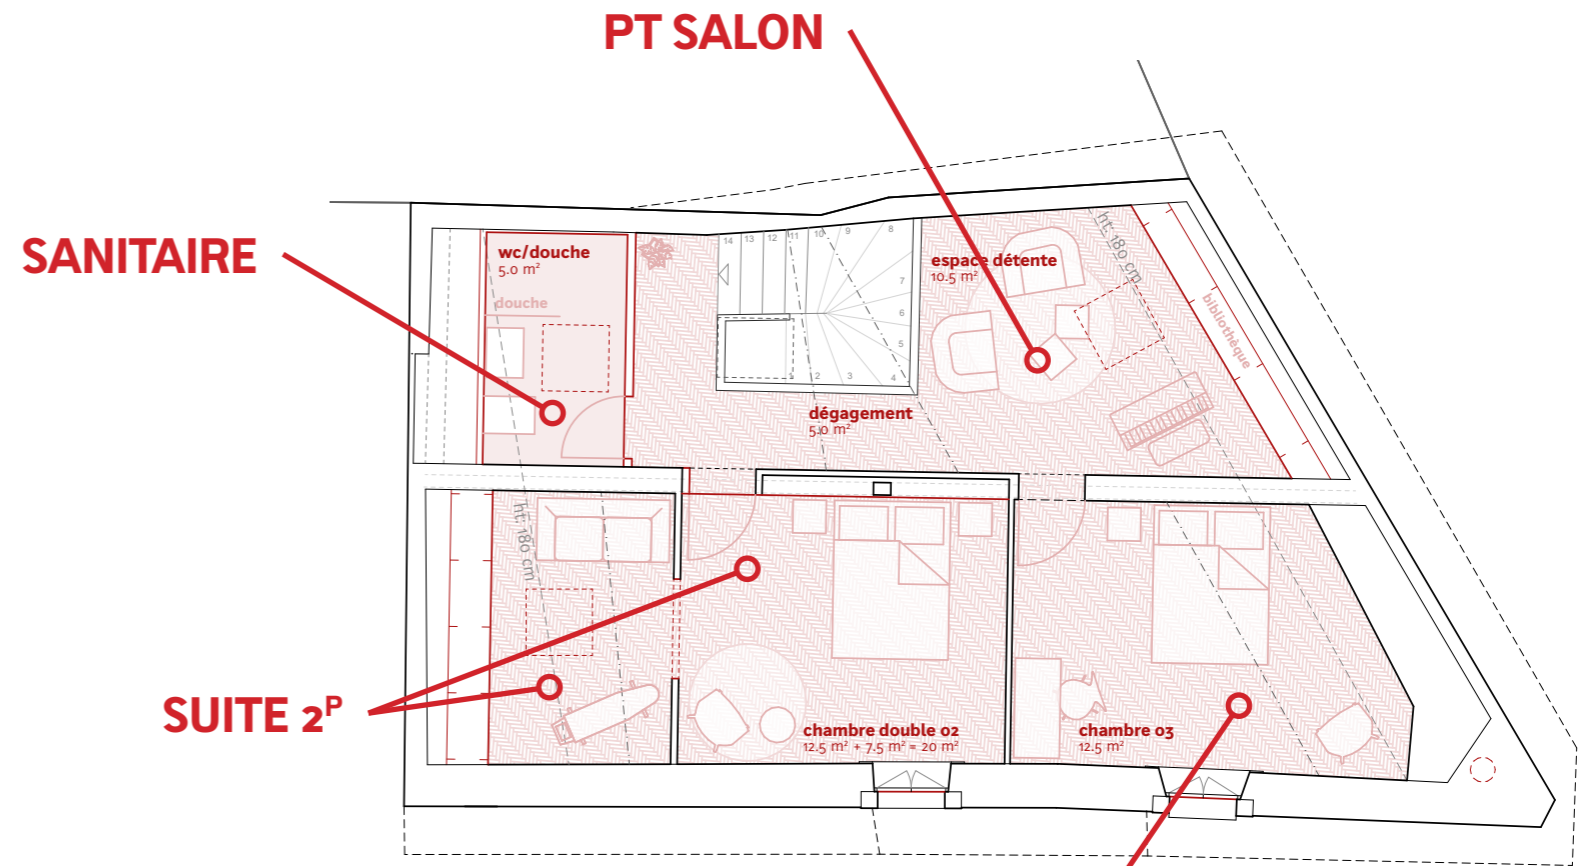 PT SALON
SANITAIRE
wc/douche
5.0 m²
douche
14 13 12 11 10 9 8
7
6
5
4
3
2
1
espace détente
10.5 m²
ht: 180 cm
bibliothèque
dégagement
5.0 m²
ht: 180 cm
SUITE 2ᴾ
chambre double 02
12.5 m² + 7.5 m² = 20 m²
chambre 03
12.5 m²